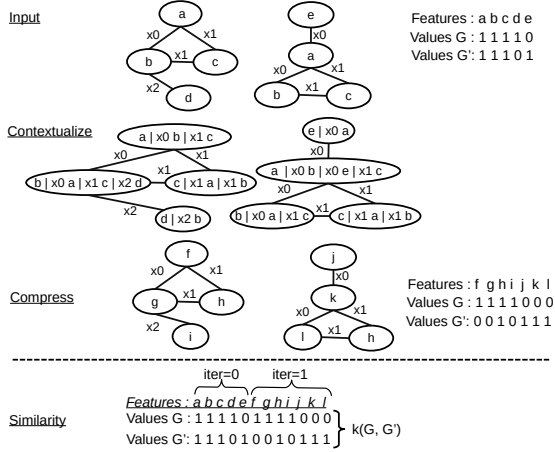 Input
a
x0
x1
b
x1
c
x2
d
e
x0
a
x0
x1
b
x1
c
Features : a b c d e
Values G : 1 1 1 1 0
Values G': 1 1 1 0 1
Contextualize
a | x0 b | x1 c
x0
x1
b | x0 a | x1 c | x2 d
x1
c | x1 a | x1 b
x2
d | x2 b
e | x0 a
x0
a | x0 b | x0 e | x1 c
x0
x1
b | x0 a | x1 c
x1
c | x1 a | x1 b
Compress
f
x0
x1
g
x1
h
x2
i
j
x0
k
x0
x1
l
x1
h
Features : f g h i j k l
Values G : 1 1 1 1 0 0 0
Values G': 0 0 1 0 1 1 1
iter=0 iter=1
Similarity
Features : a b c d e f g h i j k l
Values G : 1 1 1 1 0 1 1 1 1 0 0 0
Values G': 1 1 1 0 1 0 0 1 0 1 1 1
k(G, G')